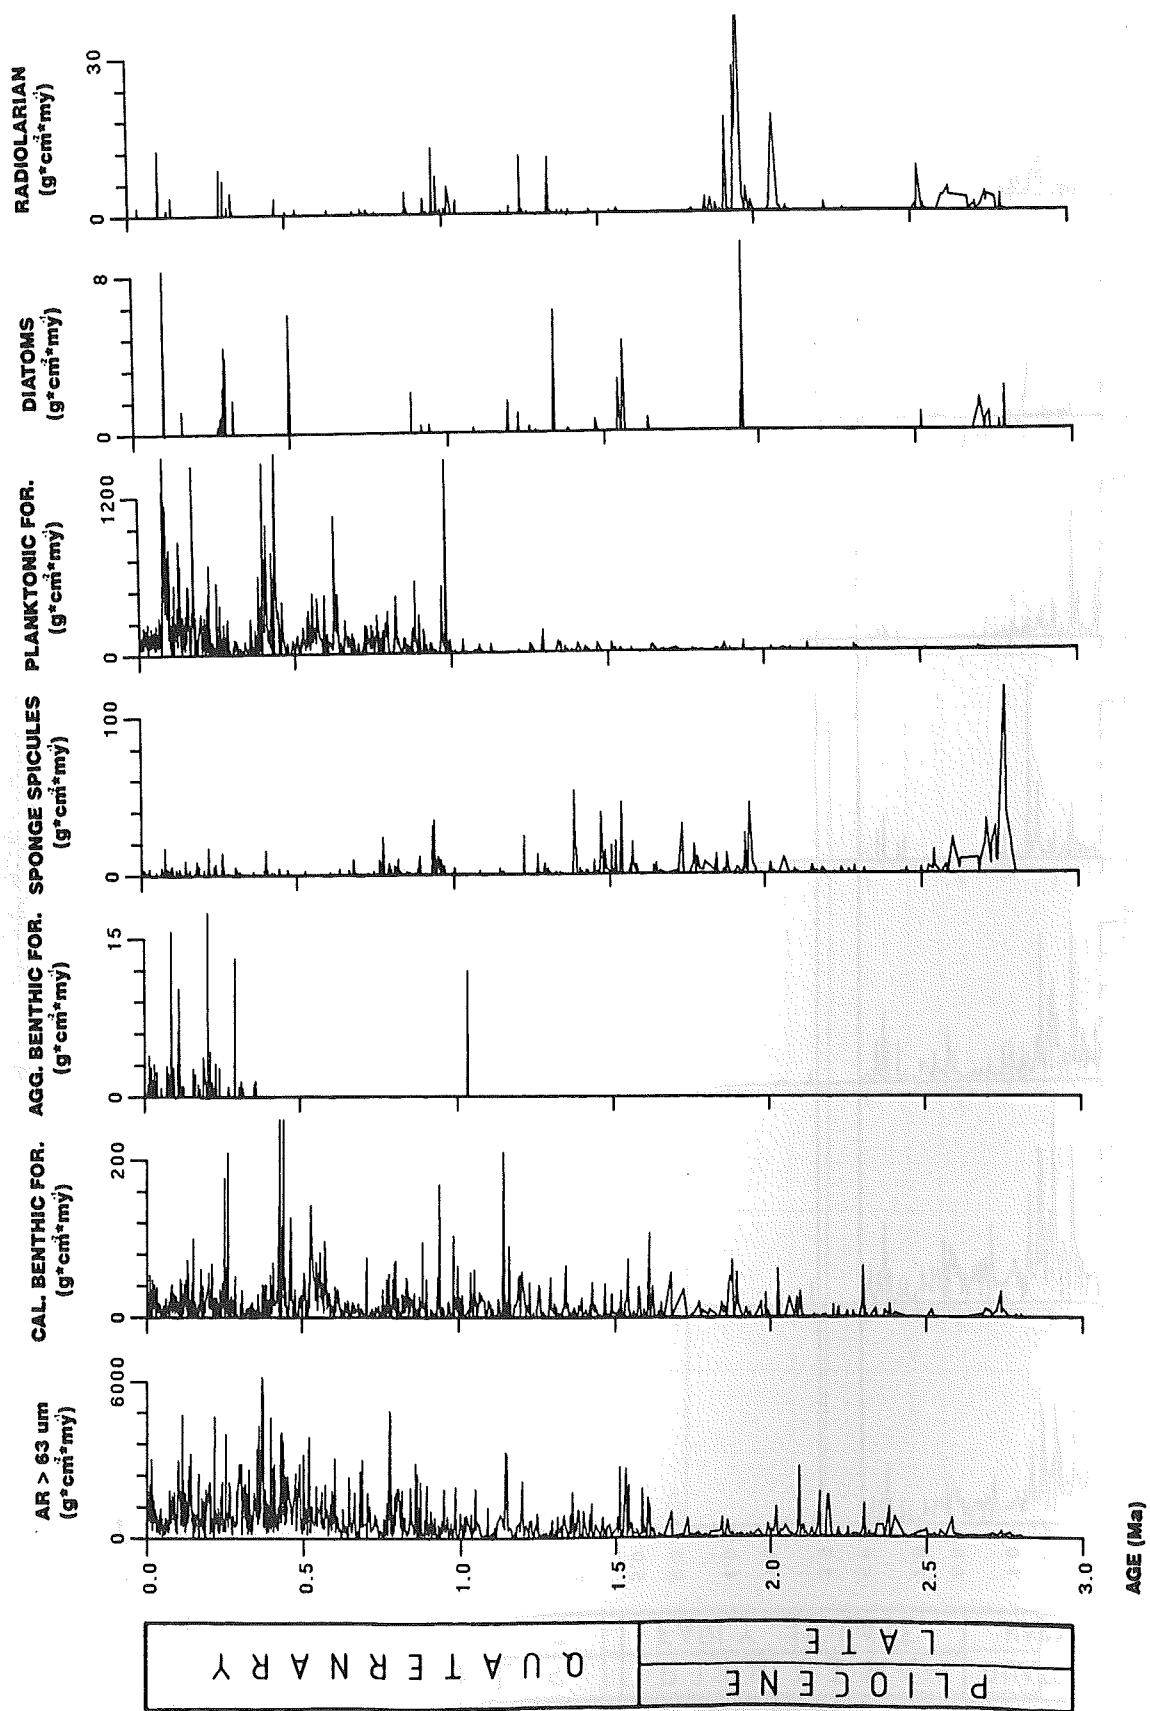 RADIOLARIAN
(g*cm⁻²*my⁻¹)
30
0
DIATOMS
(g*cm⁻²*my⁻¹)
8
0
PLANKTONIC FOR.
(g*cm⁻²*my⁻¹)
1200
0
SPONGE SPICULES
(g*cm⁻²*my⁻¹)
100
0
AGG. BENTHIC FOR.
(g*cm⁻²*my⁻¹)
15
0
CAL. BENTHIC FOR.
(g*cm⁻²*my⁻¹)
200
0
AR > 63 um
(g*cm⁻²*my⁻¹)
6000
0
0.0
0.5
1.0
1.5
2.0
2.5
3.0
AGE (Ma)
QUATERNARY
LATE
PLIOCENE